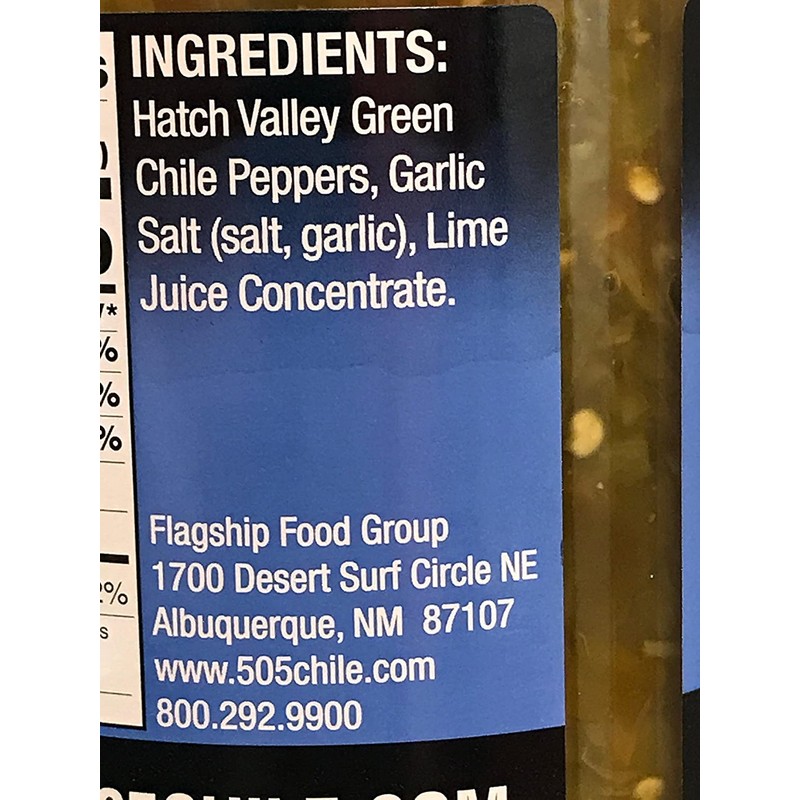 INGREDIENTS:
Hatch Valley Green
Chile Peppers, Garlic
Salt (salt, garlic), Lime
Juice Concentrate.
%
%
%
2%
s
Flagship Food Group
1700 Desert Surf Circle NE
Albuquerque, NM 87107
www.505chile.com
800.292.9900